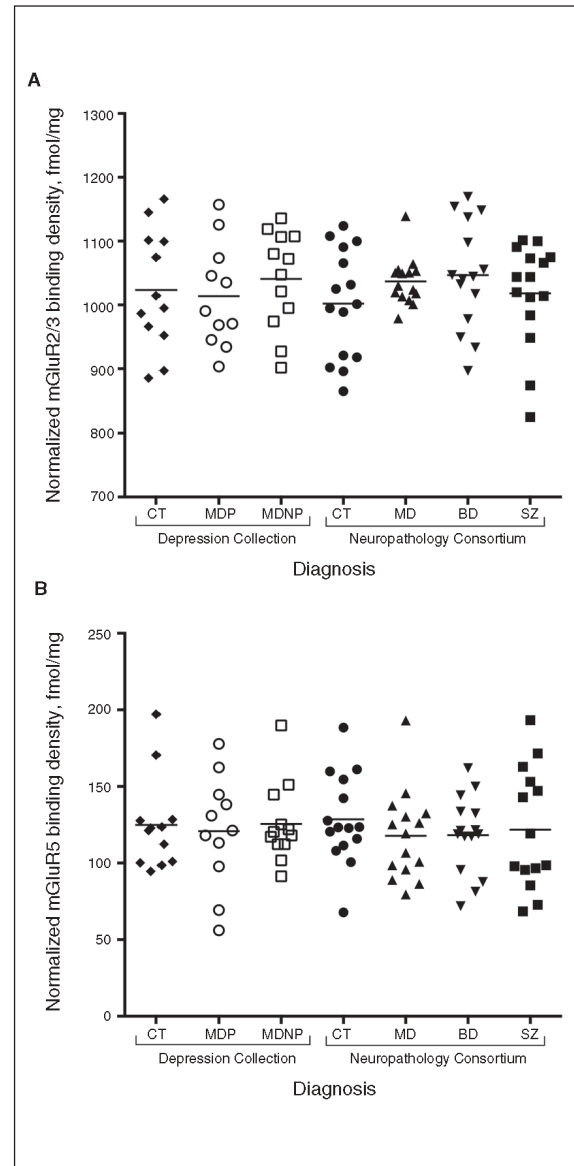 A
Normalized mGluR2/3 binding density, fmol/mg
1300
1200
1100
1000
900
800
700
CT MDP MDNP CT MD BD SZ
Depression Collection Neuropathology Consortium
Diagnosis
B
Normalized mGluR5 binding density, fmol/mg
250
200
150
100
50
0
CT MDP MDNP CT MD BD SZ
Depression Collection Neuropathology Consortium
Diagnosis